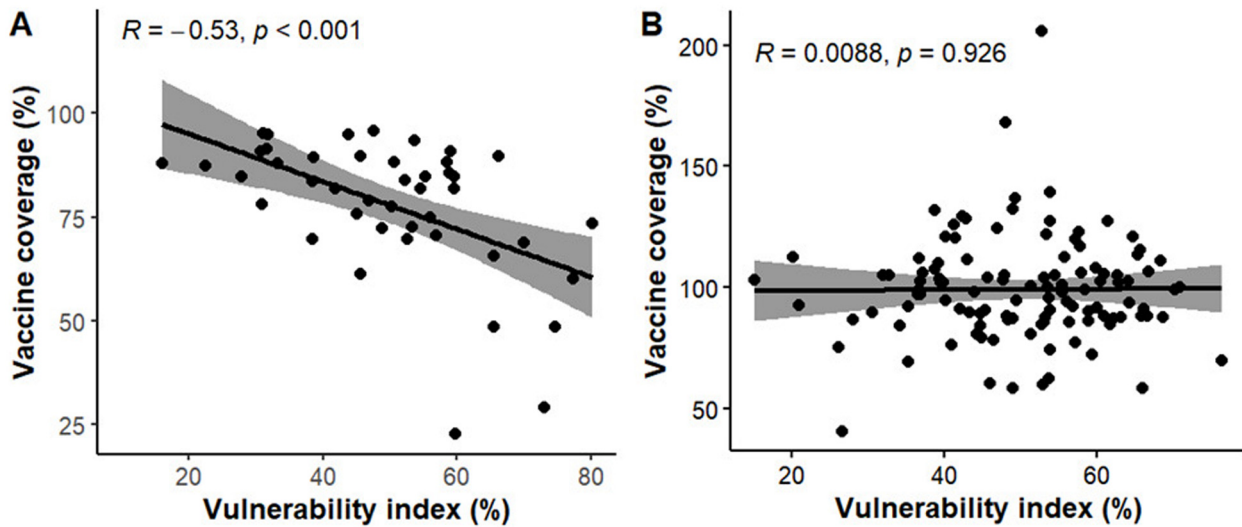 A
R = −0.53, p < 0.001
Vaccine coverage (%)
100
75
50
25
20 40 60 80
Vulnerability index (%)
B
R = 0.0088, p = 0.926
Vaccine coverage (%)
200
150
100
50
20 40 60
Vulnerability index (%)